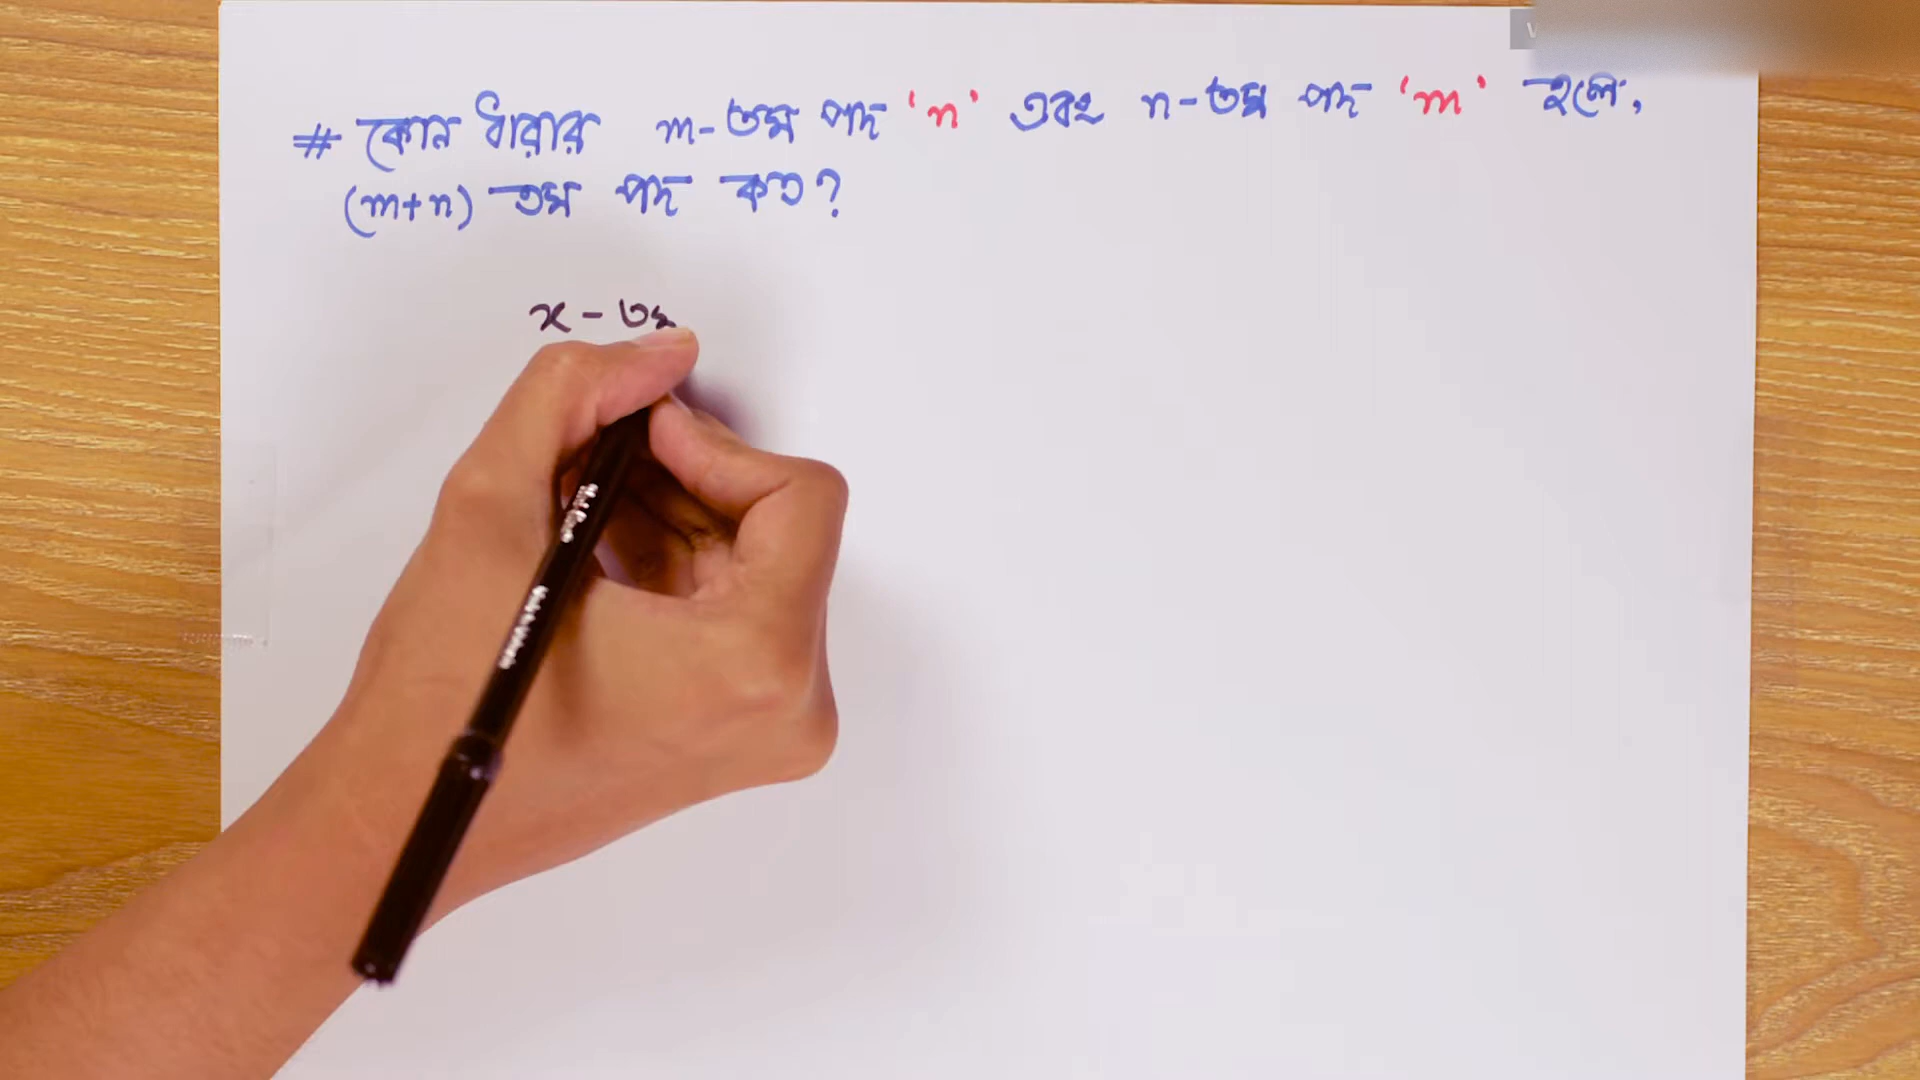 # কোন ধারার m-তম পদ ‘n’ এবং n-তম পদ ‘m’ হলে,
(m+n) তম পদ কত?
x - তম